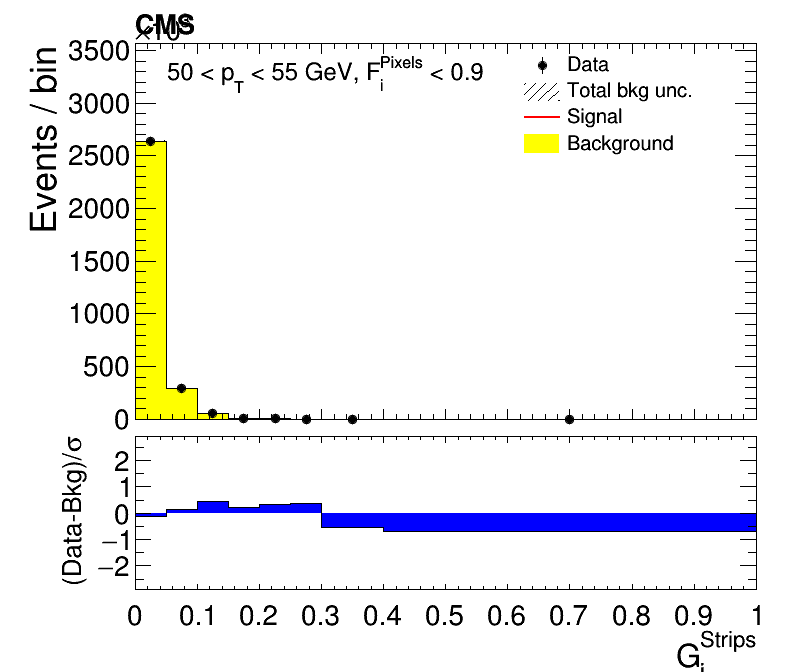 CMS
×10³
Events / bin
3500
3000
2500
2000
1500
1000
500
0
50 < p_T < 55 GeV, F_i^Pixels < 0.9
Data
Total bkg unc.
Signal
Background
(Data-Bkg)/σ
2
1
0
−1
−2
0 0.1 0.2 0.3 0.4 0.5 0.6 0.7 0.8 0.9 1
G_i^Strips